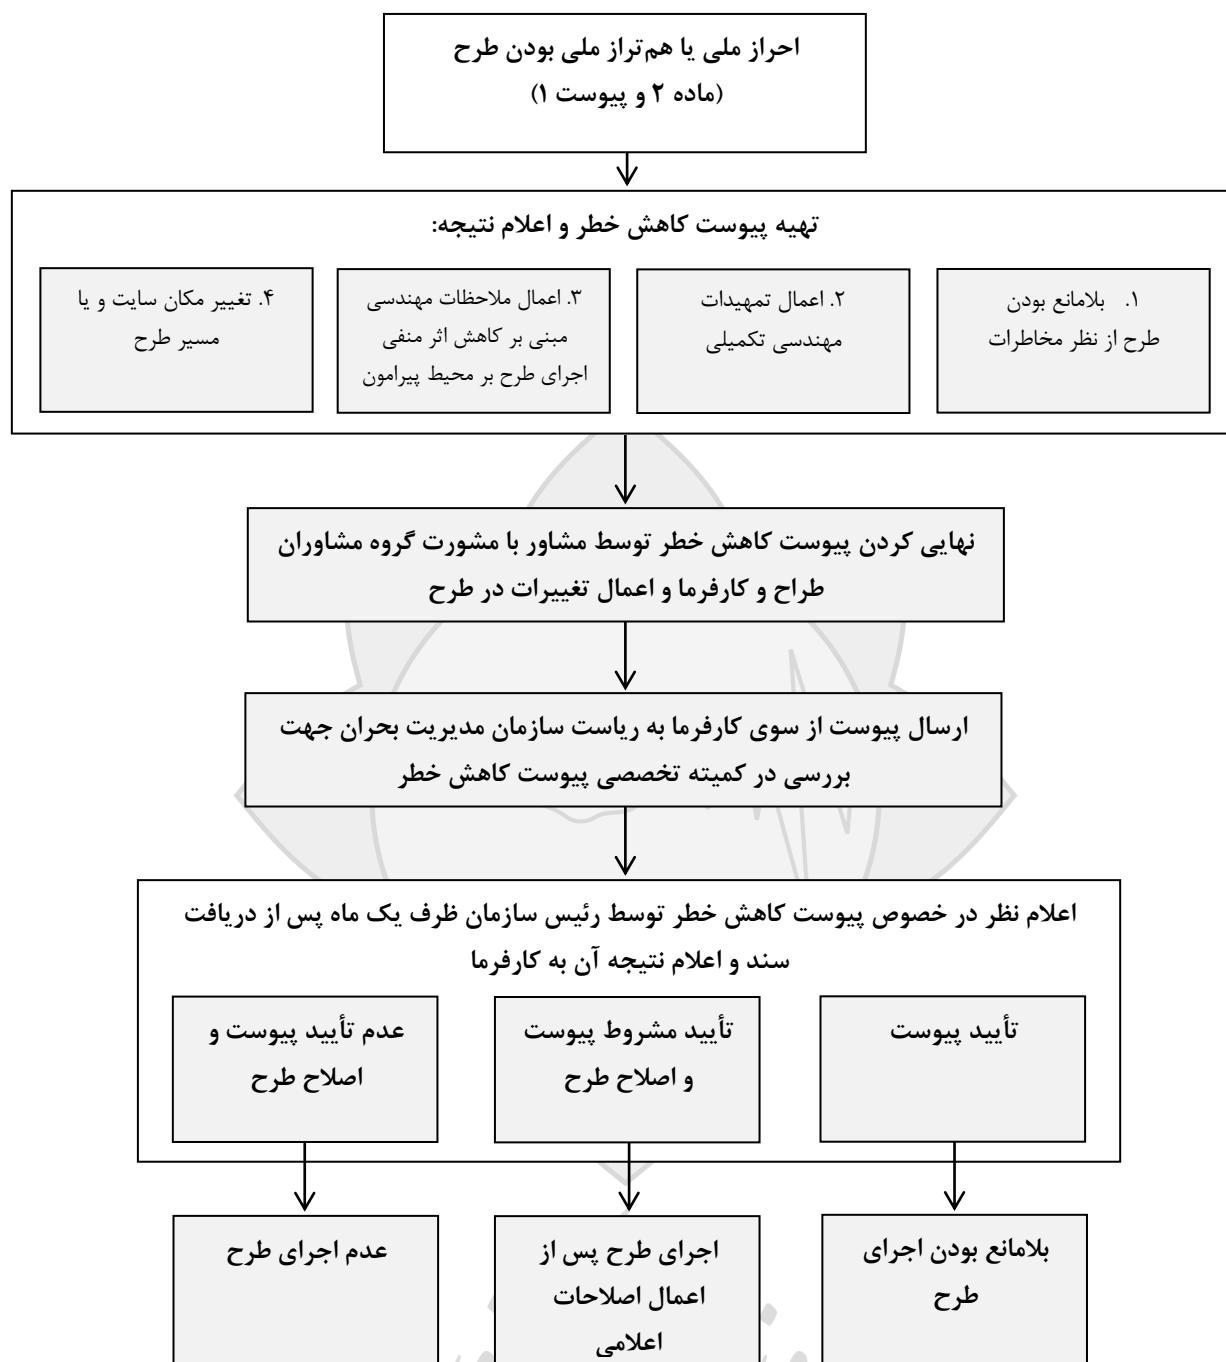 احراز ملی یا هم‌تراز ملی بودن طرح
(ماده ۲ و پیوست ۱)
تهیه پیوست کاهش خطر و اعلام نتیجه:
۱. بلامانع بودن
طرح از نظر مخاطرات
۲. اعمال تمهیدات
مهندسی تکمیلی
۳. اعمال ملاحظات مهندسی
مبنی بر کاهش اثر منفی
اجرای طرح بر محیط پیرامون
۴. تغییر مکان سایت و یا
مسیر طرح
نهایی کردن پیوست کاهش خطر توسط مشاور با مشورت گروه مشاوران
طراح و کارفرما و اعمال تغییرات در طرح
ارسال پیوست از سوی کارفرما به ریاست سازمان مدیریت بحران جهت
بررسی در کمیته تخصصی پیوست کاهش خطر
اعلام نظر در خصوص پیوست کاهش خطر توسط رئیس سازمان ظرف یک ماه پس از دریافت
سند و اعلام نتیجه آن به کارفرما
تأیید پیوست
تأیید مشروط پیوست
و اصلاح طرح
عدم تأیید پیوست و
اصلاح طرح
بلامانع بودن اجرای
طرح
اجرای طرح پس از
اعمال اصلاحات
اعلامی
عدم اجرای طرح